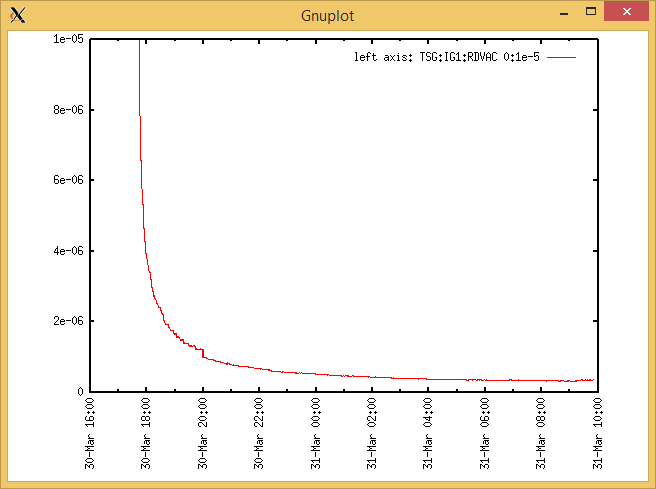 Gnuplot
left axis: TSG:IG1:RDVAC 0:1e-5
1e-05
8e-06
6e-06
4e-06
2e-06
0
30-Mar 16:00
30-Mar 18:00
30-Mar 20:00
30-Mar 22:00
31-Mar 00:00
31-Mar 02:00
31-Mar 04:00
31-Mar 06:00
31-Mar 08:00
31-Mar 10:00